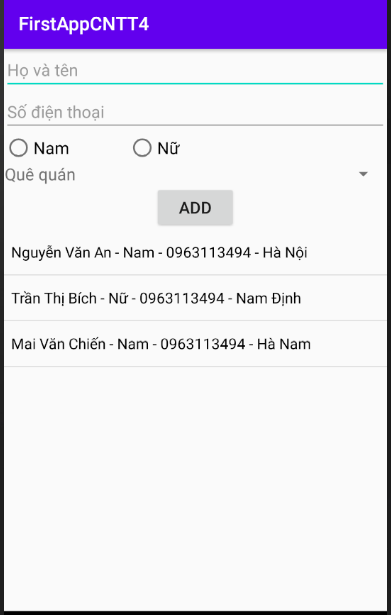 FirstAppCNTT4
Họ và tên
Số điện thoại
Nam Nữ
Quê quán
ADD
Nguyễn Văn An - Nam - 0963113494 - Hà Nội
Trần Thị Bích - Nữ - 0963113494 - Nam Định
Mai Văn Chiến - Nam - 0963113494 - Hà Nam